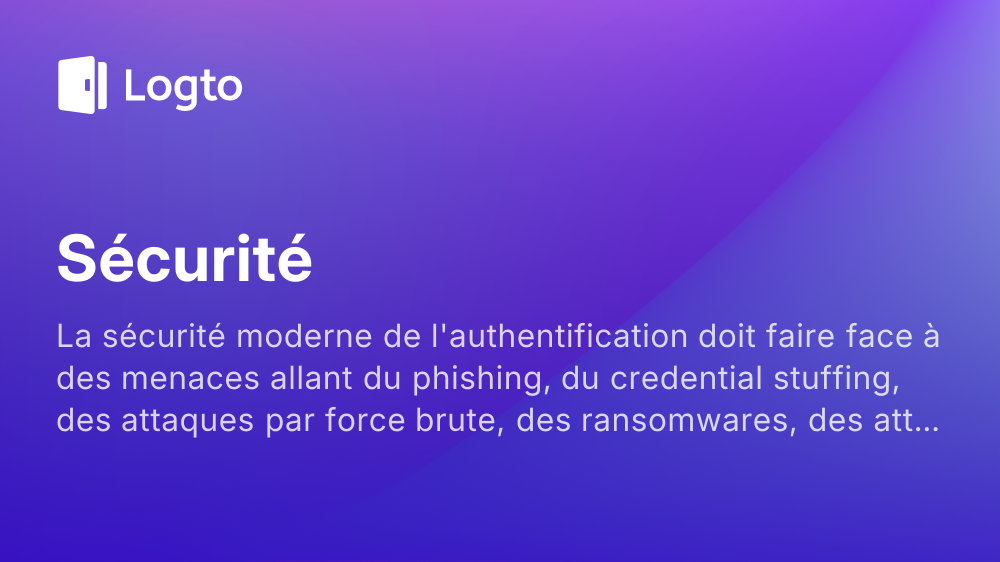 Logto
Sécurité
La sécurité moderne de l'authentification doit faire face à
des menaces allant du phishing, du credential stuffing,
des attaques par force brute, des ransomwares, des att...